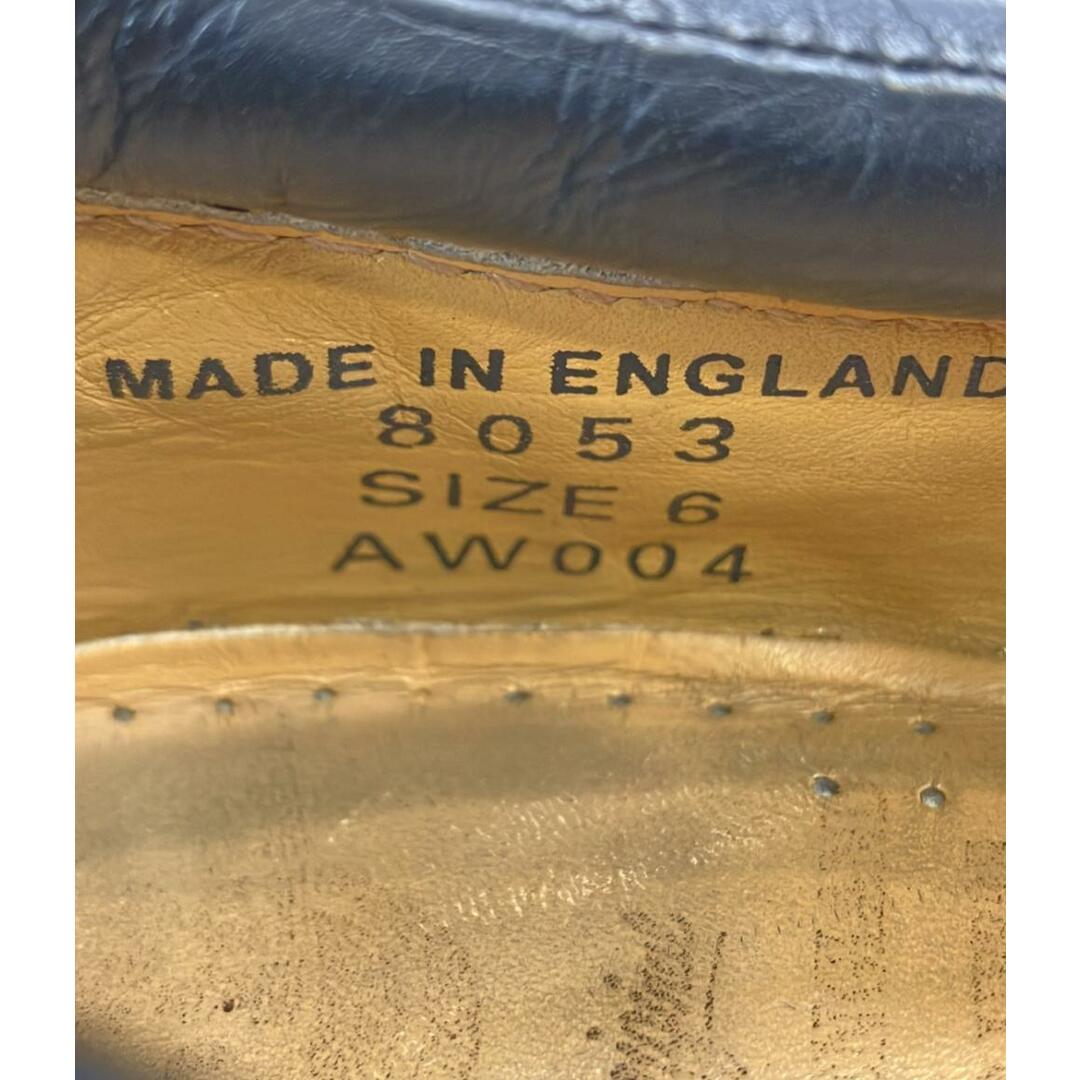 MADE IN ENGLAND
8053
SIZE 6
AW004